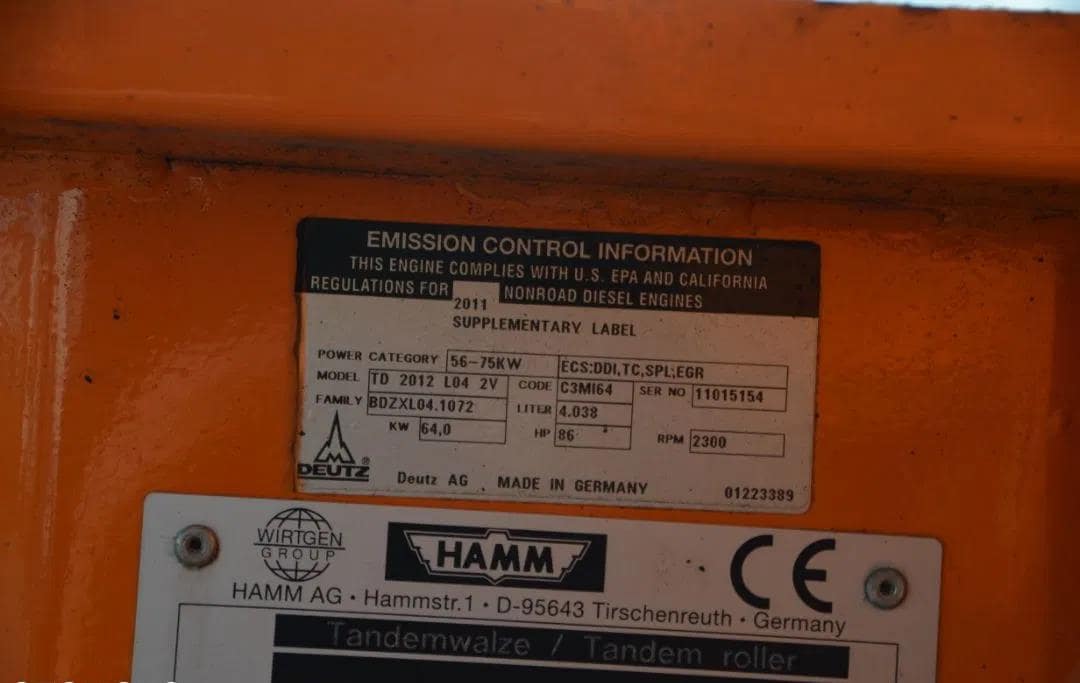 EMISSION CONTROL INFORMATION
THIS ENGINE COMPLIES WITH U.S. EPA AND CALIFORNIA
REGULATIONS FOR 2011 NONROAD DIESEL ENGINES
SUPPLEMENTARY LABEL
POWER CATEGORY 56-75KW ECS:DDI,TC,SPL,EGR
MODEL TD 2012 L04 2V CODE C3MI64 SER NO 11015154
FAMILY BDZXL04.1072 LITER 4.038
KW 64,0 HP 86 RPM 2300
DEUTZ ®
Deutz AG MADE IN GERMANY 01223389
WIRTGEN
GROUP
HAMM
CE
HAMM AG · Hammstr.1 · D-95643 Tirschenreuth · Germany
Tandemwalze / Tandem roller